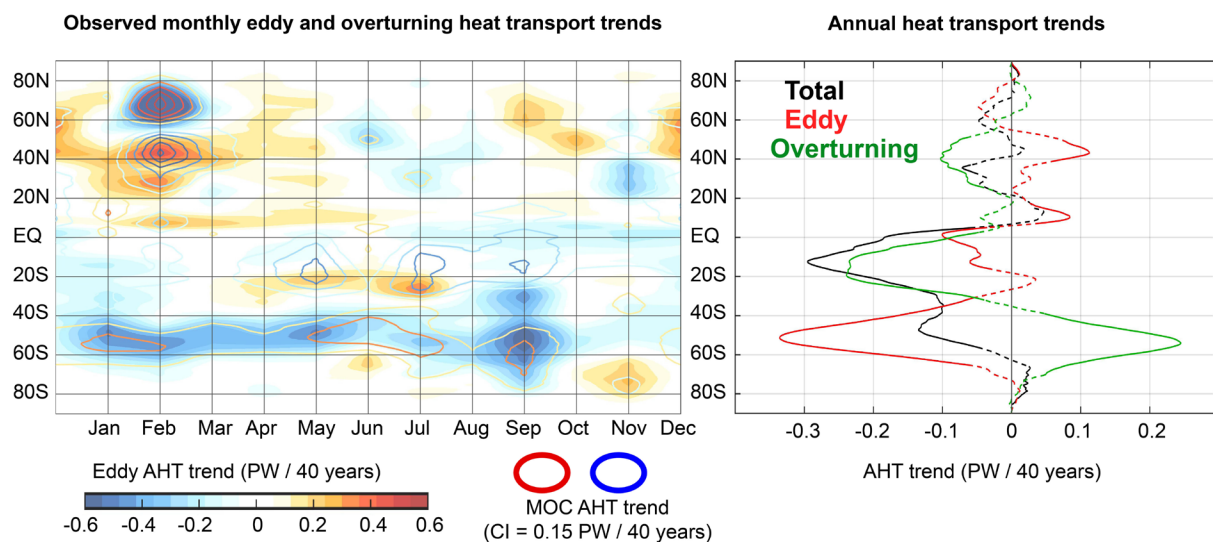 Observed monthly eddy and overturning heat transport trends
80N
60N
40N
20N
EQ
20S
40S
60S
80S
Jan Feb Mar Apr May Jun Jul Aug Sep Oct Nov Dec
Eddy AHT trend (PW / 40 years)
-0.6 -0.4 -0.2 0 0.2 0.4 0.6
MOC AHT trend
(CI = 0.15 PW / 40 years)
Annual heat transport trends
80N
60N
40N
20N
EQ
20S
40S
60S
80S
Total
Eddy
Overturning
-0.3 -0.2 -0.1 0 0.1 0.2
AHT trend (PW / 40 years)